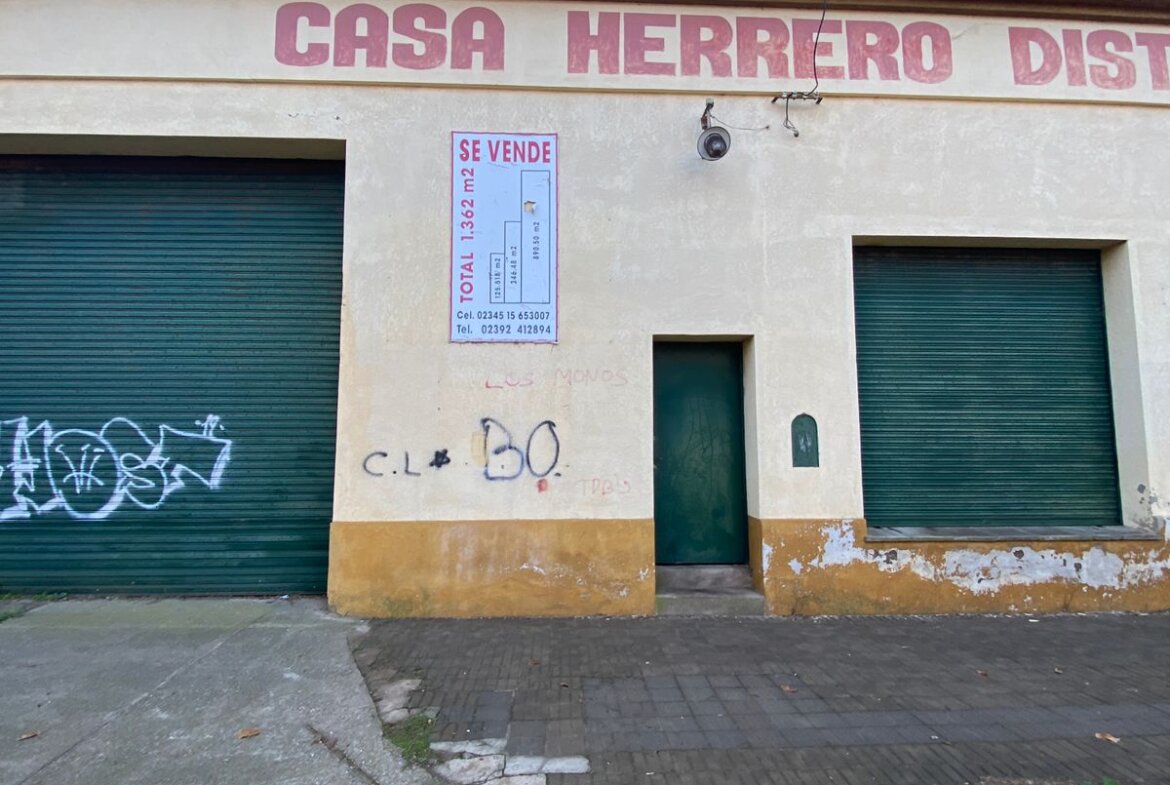 CASA HERRERO DIST
SE VENDE
TOTAL 1.362 m2
125.518 m2
346.48 m2
890.50 m2
Cel. 02345 15 653007
Tel. 02392 412894
LOS MONOS
C.L * BO.